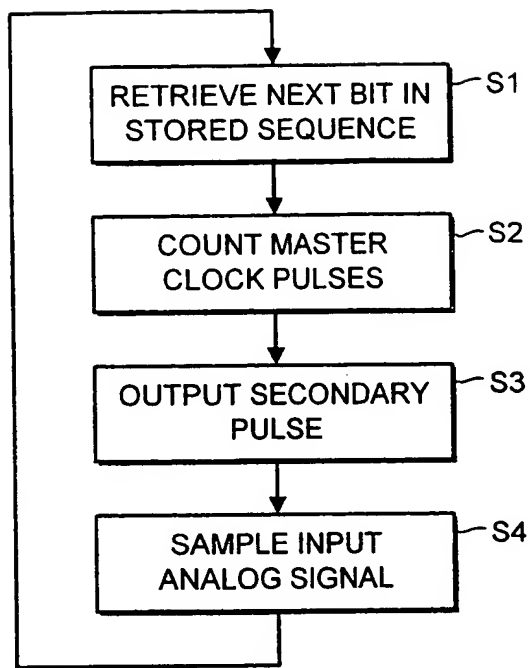 RETRIEVE NEXT BIT IN
STORED SEQUENCE
S1
COUNT MASTER
CLOCK PULSES
S2
OUTPUT SECONDARY
PULSE
S3
SAMPLE INPUT
ANALOG SIGNAL
S4